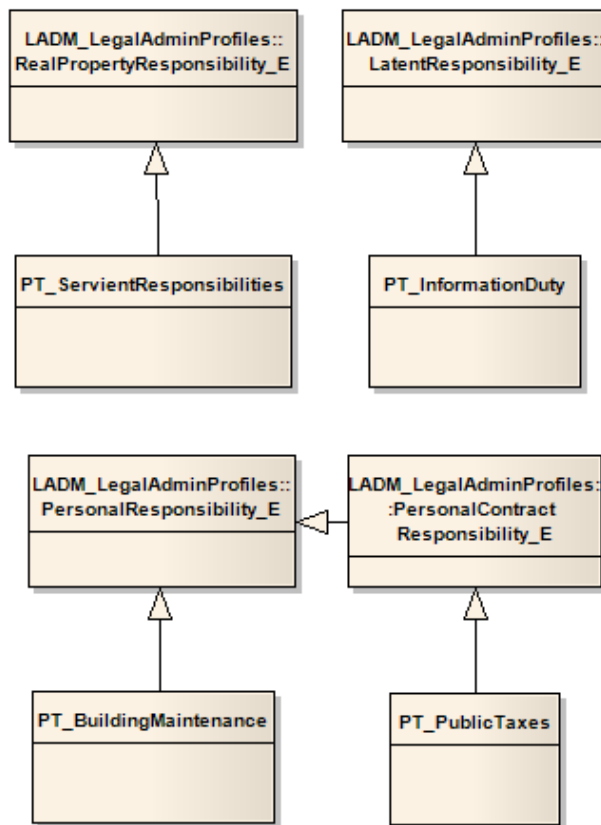 LADM_LegalAdminProfiles::
RealPropertyResponsibility_E
LADM_LegalAdminProfiles::
LatentResponsibility_E
PT_ServientResponsibilities
PT_InformationDuty
LADM_LegalAdminProfiles::
PersonalResponsibility_E
LADM_LegalAdminProfiles:
:PersonalContract
Responsibility_E
PT_BuildingMaintenance
PT_PublicTaxes